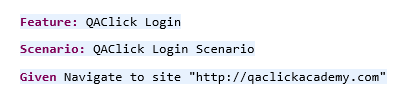 Feature: QAClick Login
Scenario: QAClick Login Scenario
Given Navigate to site "http://qaclickacademy.com"